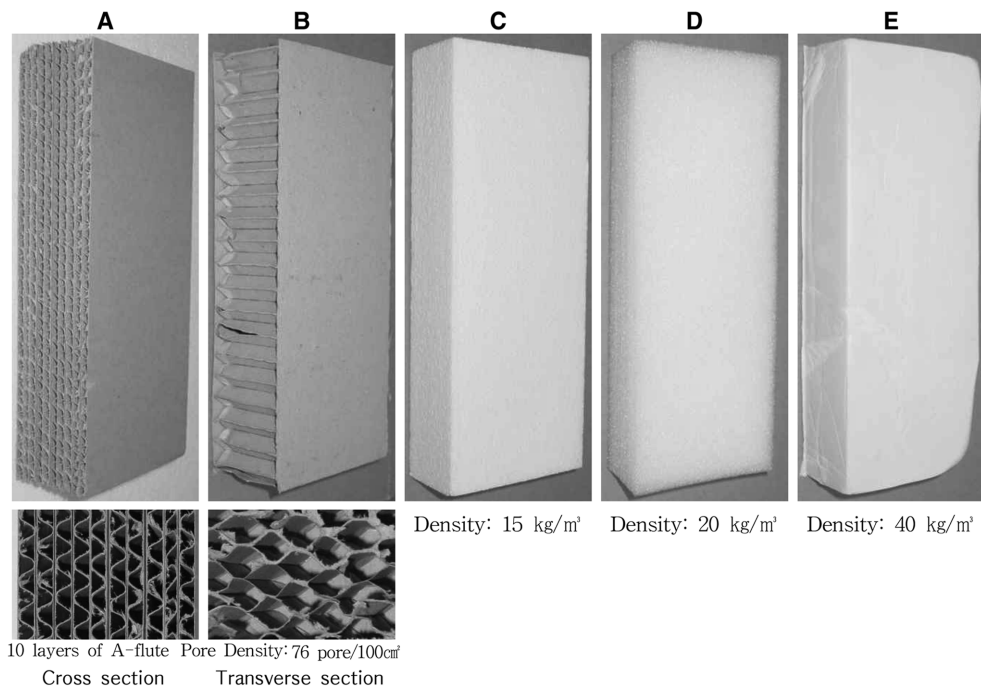 A B C D E
Density: 15 kg/m³ Density: 20 kg/m³ Density: 40 kg/m³
10 layers of A-flute Pore Density: 76 pore/100㎠
Cross section Transverse section